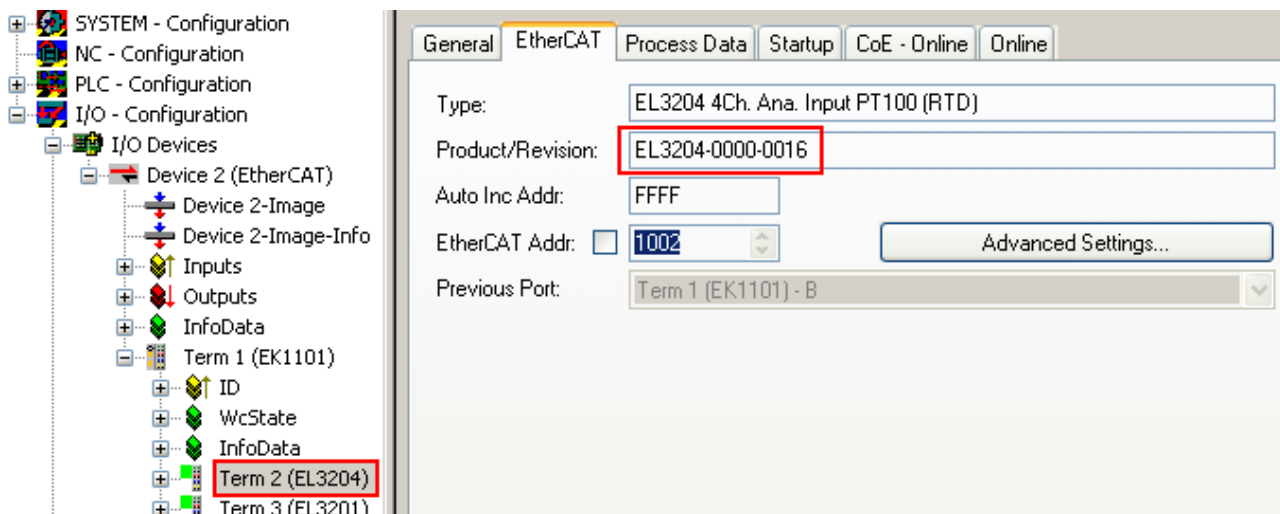 SYSTEM - Configuration
NC - Configuration
PLC - Configuration
I/O - Configuration
I/O Devices
Device 2 (EtherCAT)
Device 2-Image
Device 2-Image-Info
Inputs
Outputs
InfoData
Term 1 (EK1101)
ID
WcState
InfoData
Term 2 (EL3204)
Term 3 (EL3201)
General EtherCAT Process Data Startup CoE - Online Online
Type: EL3204 4Ch. Ana. Input PT100 (RTD)
Product/Revision: EL3204-0000-0016
Auto Inc Addr: FFFF
EtherCAT Addr: 1002 Advanced Settings...
Previous Port: Term 1 (EK1101) - B